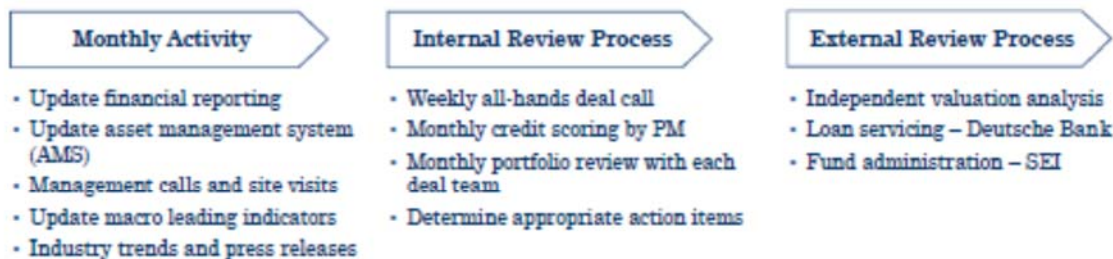 Monthly Activity
• Update financial reporting
• Update asset management system
(AMS)
• Management calls and site visits
• Update macro leading indicators
• Industry trends and press releases
Internal Review Process
• Weekly all-hands deal call
• Monthly credit scoring by PM
• Monthly portfolio review with each
deal team
• Determine appropriate action items
External Review Process
• Independent valuation analysis
• Loan servicing – Deutsche Bank
• Fund administration – SEI